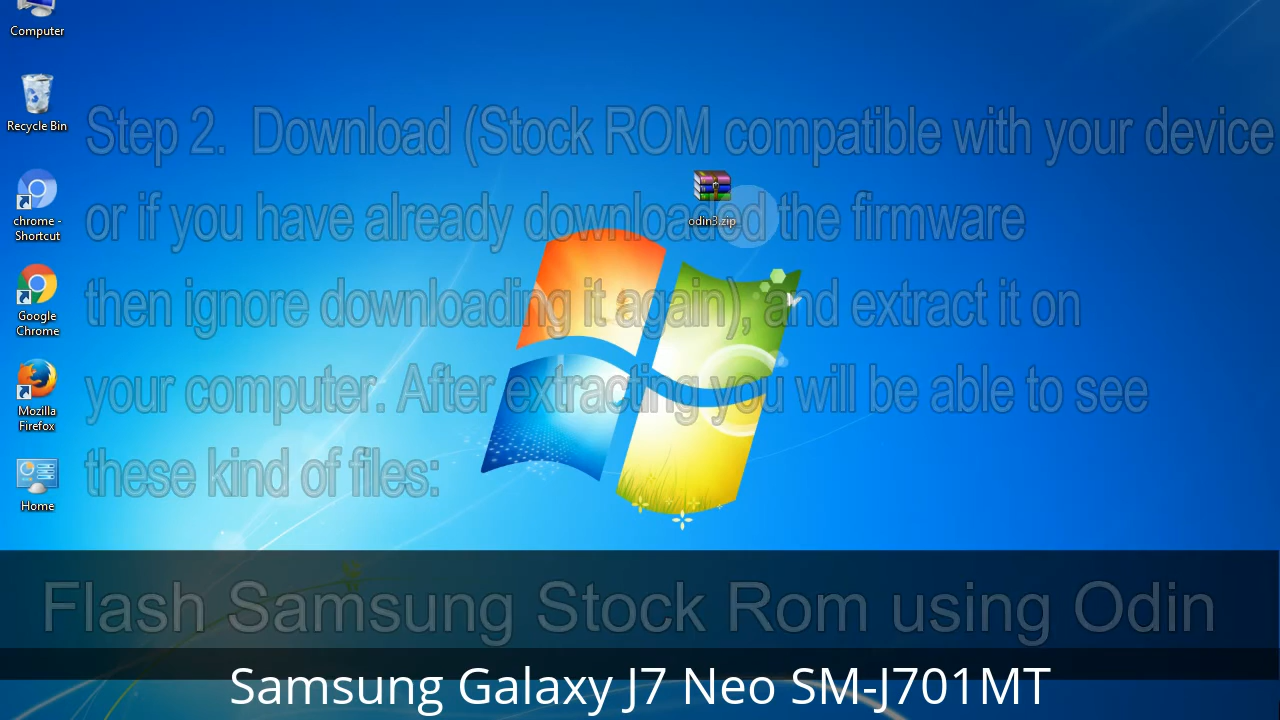 Computer
Recycle Bin
chrome -
Shortcut
Google
Chrome
Mozilla
Firefox
Home
odin3.zip
Step 2. Download (Stock ROM compatible with your device
or if you have already downloaded the firmware
then ignore downloading it again), and extract it on
your computer. After extracting you will be able to see
these kind of files:
Flash Samsung Stock Rom using Odin
Samsung Galaxy J7 Neo SM-J701MT